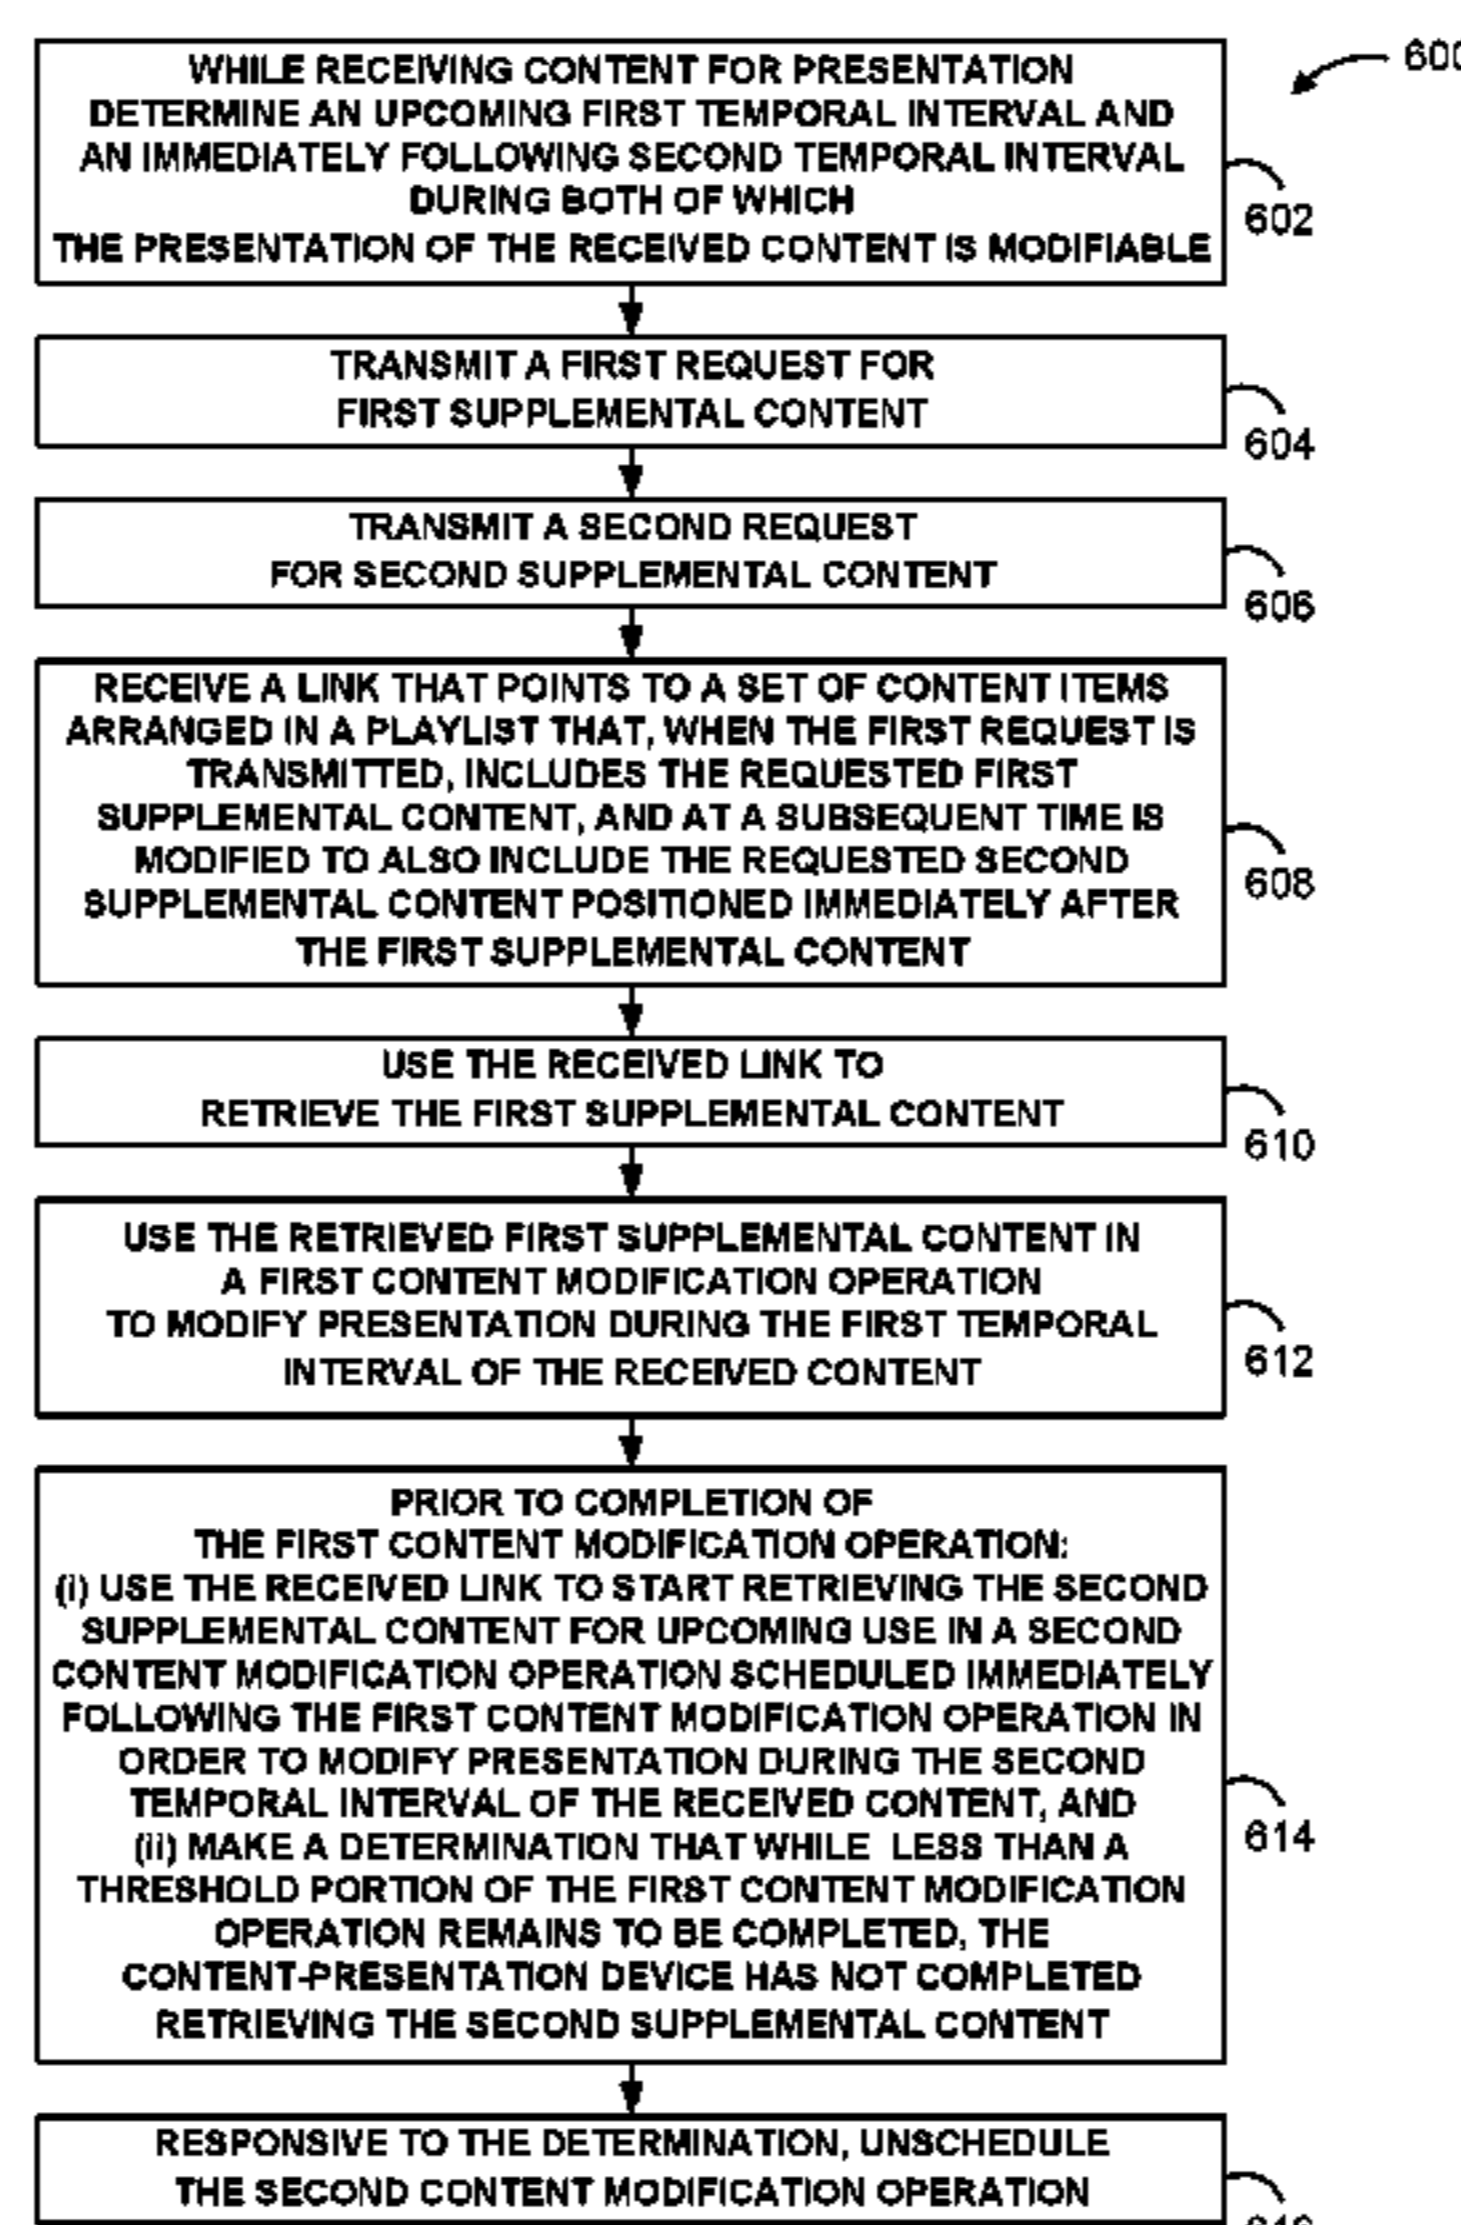 600
WHILE RECEIVING CONTENT FOR PRESENTATION
DETERMINE AN UPCOMING FIRST TEMPORAL INTERVAL AND
AN IMMEDIATELY FOLLOWING SECOND TEMPORAL INTERVAL
DURING BOTH OF WHICH
THE PRESENTATION OF THE RECEIVED CONTENT IS MODIFIABLE
602
TRANSMIT A FIRST REQUEST FOR
FIRST SUPPLEMENTAL CONTENT
604
TRANSMIT A SECOND REQUEST
FOR SECOND SUPPLEMENTAL CONTENT
606
RECEIVE A LINK THAT POINTS TO A SET OF CONTENT ITEMS
ARRANGED IN A PLAYLIST THAT, WHEN THE FIRST REQUEST IS
TRANSMITTED, INCLUDES THE REQUESTED FIRST
SUPPLEMENTAL CONTENT, AND AT A SUBSEQUENT TIME IS
MODIFIED TO ALSO INCLUDE THE REQUESTED SECOND
SUPPLEMENTAL CONTENT POSITIONED IMMEDIATELY AFTER
THE FIRST SUPPLEMENTAL CONTENT
608
USE THE RECEIVED LINK TO
RETRIEVE THE FIRST SUPPLEMENTAL CONTENT
610
USE THE RETRIEVED FIRST SUPPLEMENTAL CONTENT IN
A FIRST CONTENT MODIFICATION OPERATION
TO MODIFY PRESENTATION DURING THE FIRST TEMPORAL
INTERVAL OF THE RECEIVED CONTENT
612
PRIOR TO COMPLETION OF
THE FIRST CONTENT MODIFICATION OPERATION:
(i) USE THE RECEIVED LINK TO START RETRIEVING THE SECOND
SUPPLEMENTAL CONTENT FOR UPCOMING USE IN A SECOND
CONTENT MODIFICATION OPERATION SCHEDULED IMMEDIATELY
FOLLOWING THE FIRST CONTENT MODIFICATION OPERATION IN
ORDER TO MODIFY PRESENTATION DURING THE SECOND
TEMPORAL INTERVAL OF THE RECEIVED CONTENT, AND
(ii) MAKE A DETERMINATION THAT WHILE LESS THAN A
THRESHOLD PORTION OF THE FIRST CONTENT MODIFICATION
OPERATION REMAINS TO BE COMPLETED, THE
CONTENT-PRESENTATION DEVICE HAS NOT COMPLETED
RETRIEVING THE SECOND SUPPLEMENTAL CONTENT
614
RESPONSIVE TO THE DETERMINATION, UNSCHEDULE
THE SECOND CONTENT MODIFICATION OPERATION